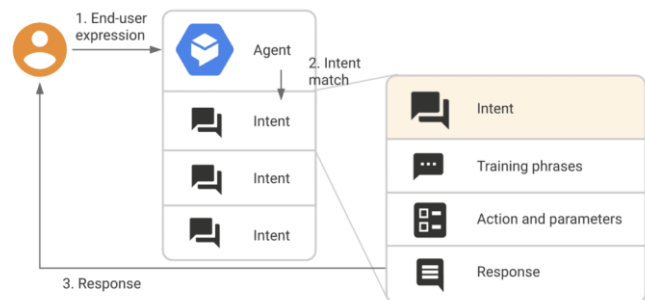 1. End-user
expression
Agent
2. Intent
match
Intent
Intent
Intent
Intent
Training phrases
Action and parameters
Response
3. Response